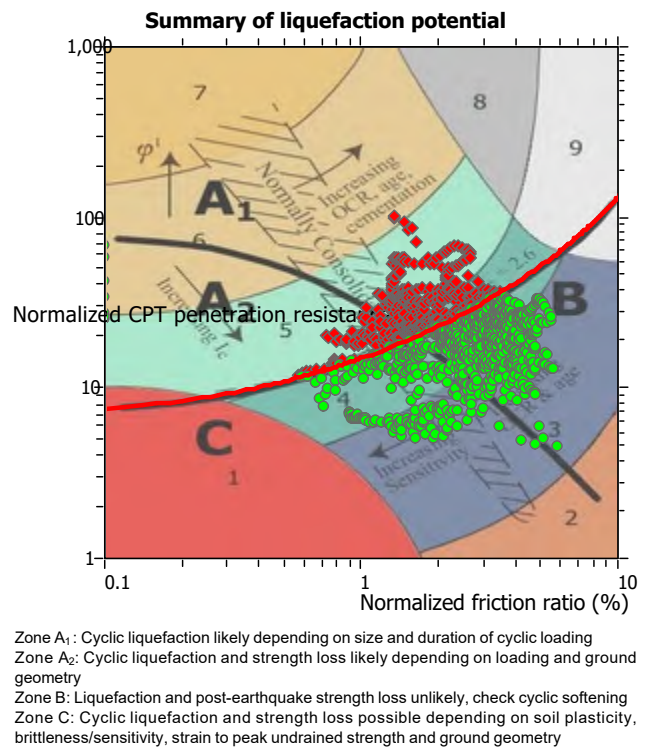 Summary of liquefaction potential
1,000
7
8
9
φ'
Increasing
OCR, age,
cementation
A1
Normally Consolid
100
6
2.6
A2
B
Normalized CPT penetration resista
5
Increasing Ic
10
4
& age
3
C
Increasing
Sensitivity
1
2
1
0.1
1
10
Normalized friction ratio (%)
Zone A1: Cyclic liquefaction likely depending on size and duration of cyclic loading
Zone A2: Cyclic liquefaction and strength loss likely depending on loading and ground
geometry
Zone B: Liquefaction and post-earthquake strength loss unlikely, check cyclic softening
Zone C: Cyclic liquefaction and strength loss possible depending on soil plasticity,
brittleness/sensitivity, strain to peak undrained strength and ground geometry